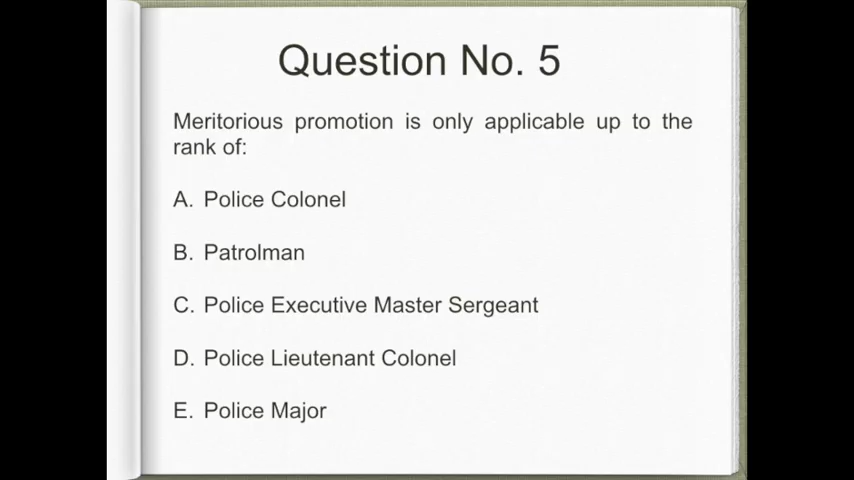 Question No. 5
Meritorious promotion is only applicable up to the
rank of:
A. Police Colonel
B. Patrolman
C. Police Executive Master Sergeant
D. Police Lieutenant Colonel
E. Police Major